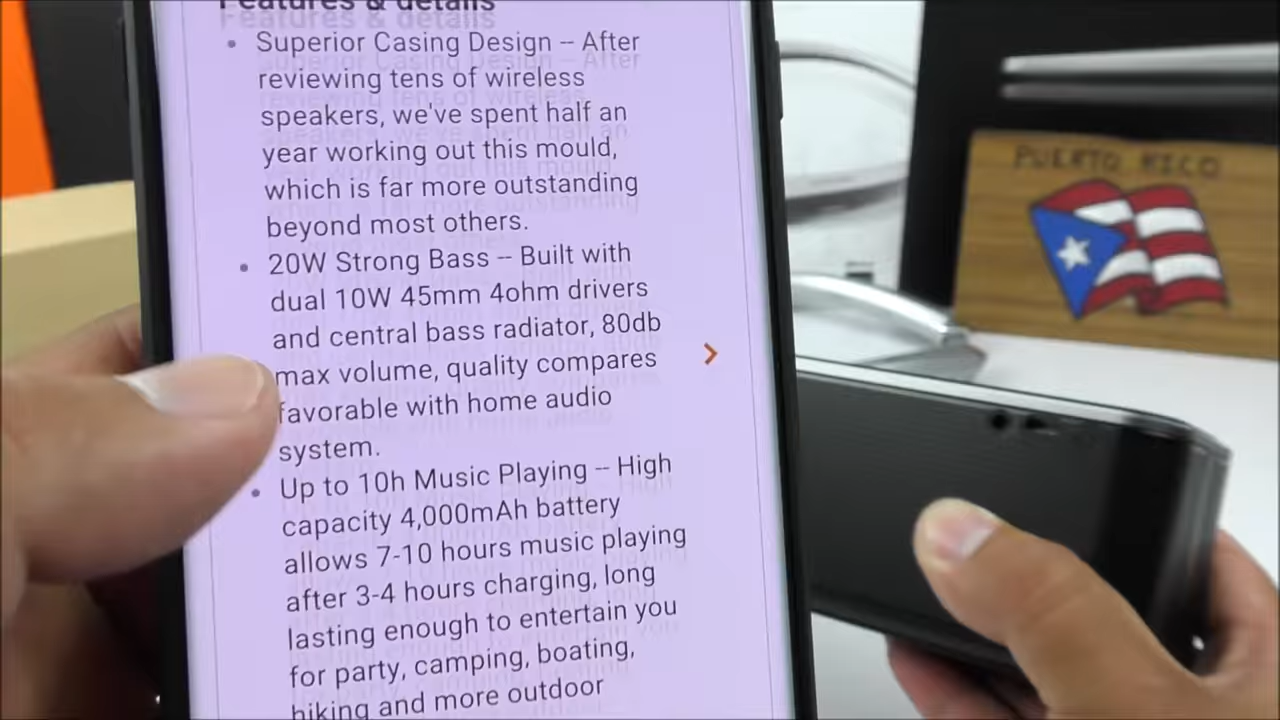 Features & details
• Superior Casing Design – After
reviewing tens of wireless
speakers, we've spent half an
year working out this mould,
which is far more outstanding
beyond most others.
• 20W Strong Bass – Built with
dual 10W 45mm 4ohm drivers
and central bass radiator, 80db
max volume, quality compares
favorable with home audio
system.
• Up to 10h Music Playing – High
capacity 4,000mAh battery
allows 7-10 hours music playing
after 3-4 hours charging, long
lasting enough to entertain you
for party, camping, boating,
hiking and more outdoor
PUERTO RICO